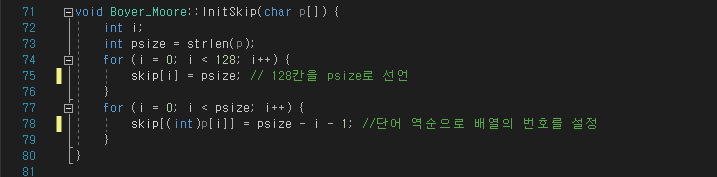 71 void Boyer_Moore::InitSkip(char p[]) {
72 int i;
73 int psize = strlen(p);
74 for (i = 0; i < 128; i++) {
75 skip[i] = psize; // 128칸을 psize로 선언
76 }
77 for (i = 0; i < psize; i++) {
78 skip[(int)p[i]] = psize - i - 1; //단어 역순으로 배열의 번호를 설정
79 }
80 }
81